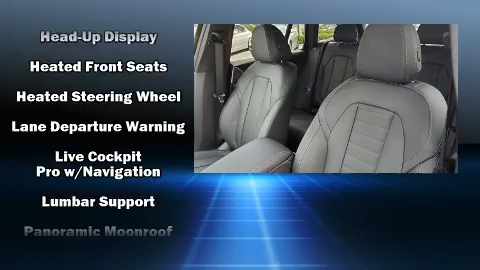 Head-Up Display
Heated Front Seats
Heated Steering Wheel
Lane Departure Warning
Live Cockpit
Pro w/Navigation
Lumbar Support
Panoramic Moonroof